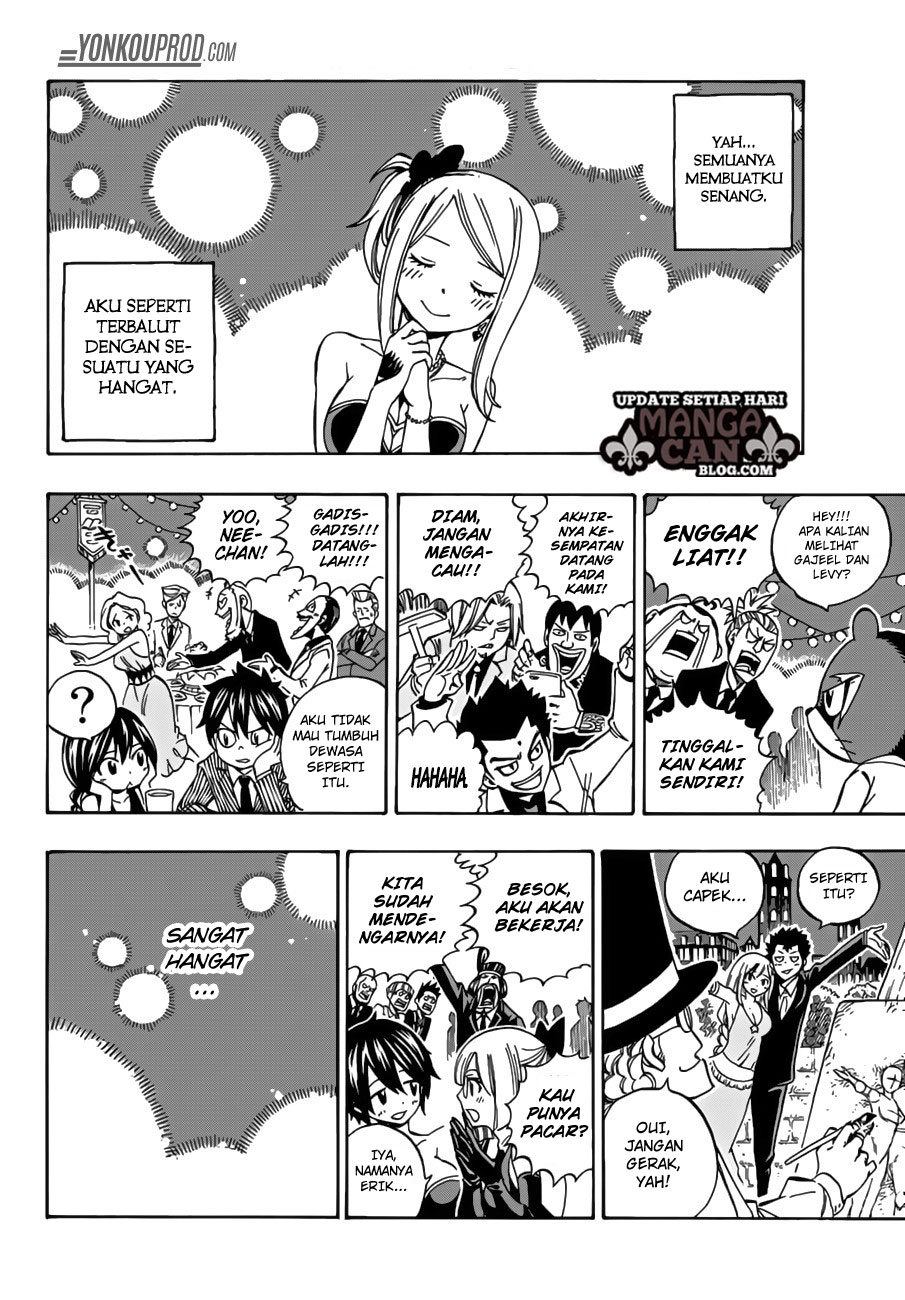 =YONKOUPROD.COM
YAH...
SEMUANYA
MEMBUATKU
SENANG.
AKU SEPERTI
TERBALUT
DENGAN SE-
SUATU YANG
HANGAT.
UPDATE SETIAP HARI
MANGA
CAN
BLOG.COM
HEY!!!
APA KALIAN
MELIHAT
GAJEEL DAN
LEVY?
ENGGAK
LIAT!!
TINGGAL-
KAN KAMI
SENDIRI!
AKHIR-
NYA KE-
SEMPATAN
DATANG
PADA
KAMI!
DIAM,
JANGAN
MENGA-
CAU!!
HAHAHA.
GADIS-
GADIS!!!
DATANG-
LAH!!!
YOO,
NEE-
CHAN!
?
AKU TIDAK
MAU TUMBUH
DEWASA
SEPERTI
ITU.
SEPERTI
ITU?
AKU
CAPEK...
OUI,
JANGAN
GERAK,
YAH!
BESOK,
AKU AKAN
BEKERJA!
KITA
SUDAH
MENDE-
NGARNYA!
KAU
PUNYA
PACAR?
IYA,
NAMANYA
ERIK...
SANGAT
HANGAT
...